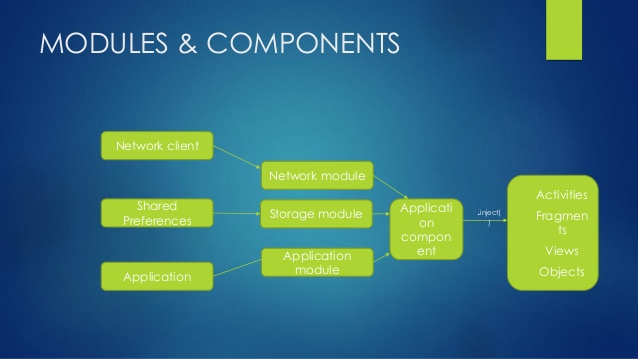 MODULES & COMPONENTS
Network client
Network module
Shared
Preferences
Storage module
Applicati
on
compon
ent
.inject(
)
Application
Application
module
Activities
Fragmen
ts
Views
Objects